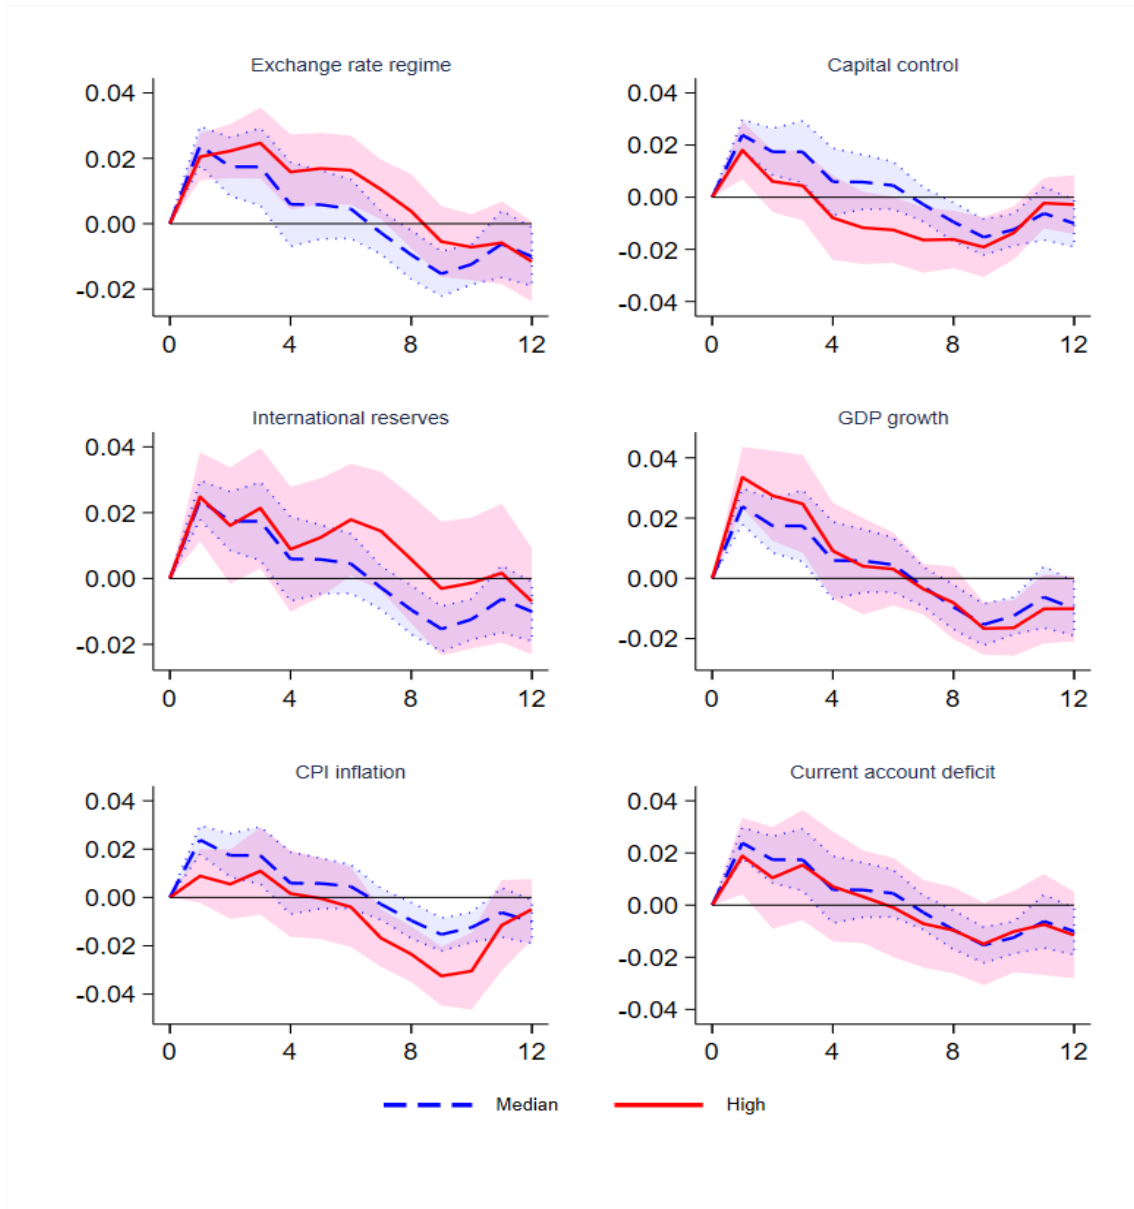 Exchange rate regime
0.04
0.02
0.00
-0.02
0 4 8 12
Capital control
0.04
0.02
0.00
-0.02
-0.04
0 4 8 12
International reserves
0.04
0.02
0.00
-0.02
0 4 8 12
GDP growth
0.04
0.02
0.00
-0.02
0 4 8 12
CPI inflation
0.04
0.02
0.00
-0.02
-0.04
0 4 8 12
Current account deficit
0.04
0.02
0.00
-0.02
-0.04
0 4 8 12
Median High